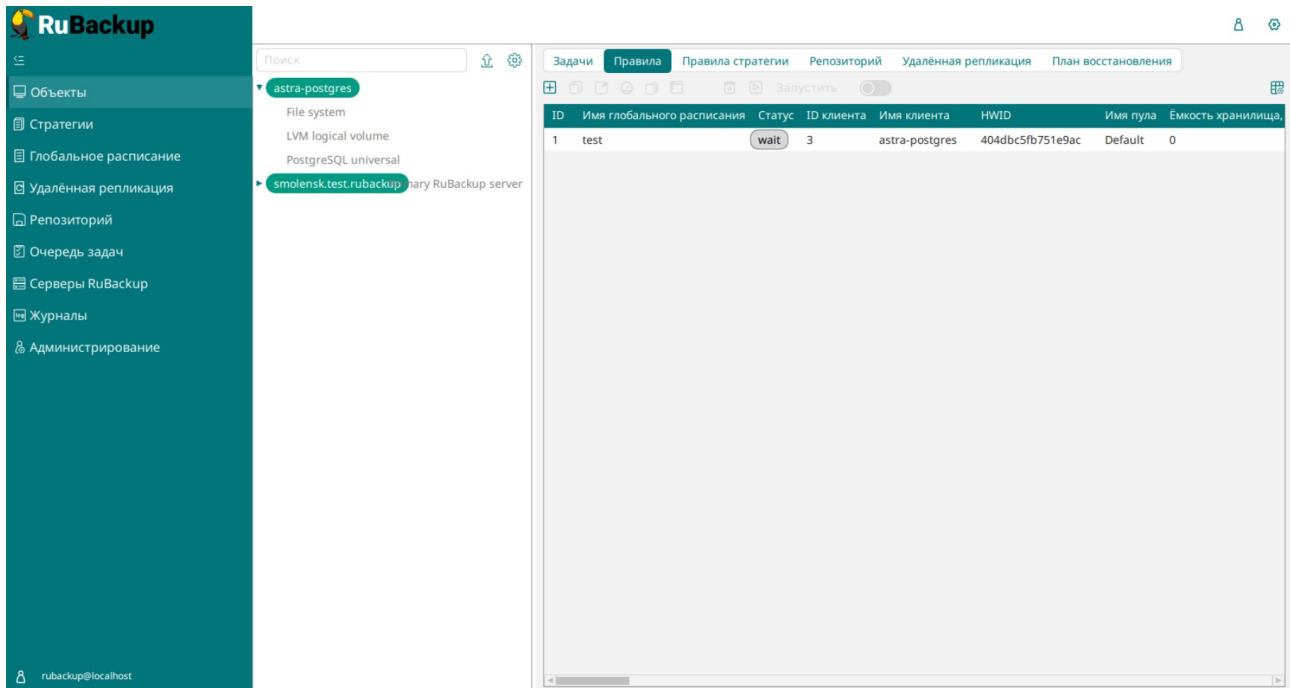 RuBackup
Объекты
Стратегии
Глобальное расписание
Удалённая репликация
Репозиторий
Очередь задач
Серверы RuBackup
Журналы
Администрирование
rubackup@localhost
Поиск
astra-postgres
File system
LVM logical volume
PostgreSQL universal
smolensk.test.rubackup Primary RuBackup server
Задачи Правила Правила стратегии Репозиторий Удалённая репликация План восстановления
Запустить
ID Имя глобального расписания Статус ID клиента Имя клиента HWID Имя пула Ёмкость хранилища,
1 test wait 3 astra-postgres 404dbc5fb751e9ac Default 0